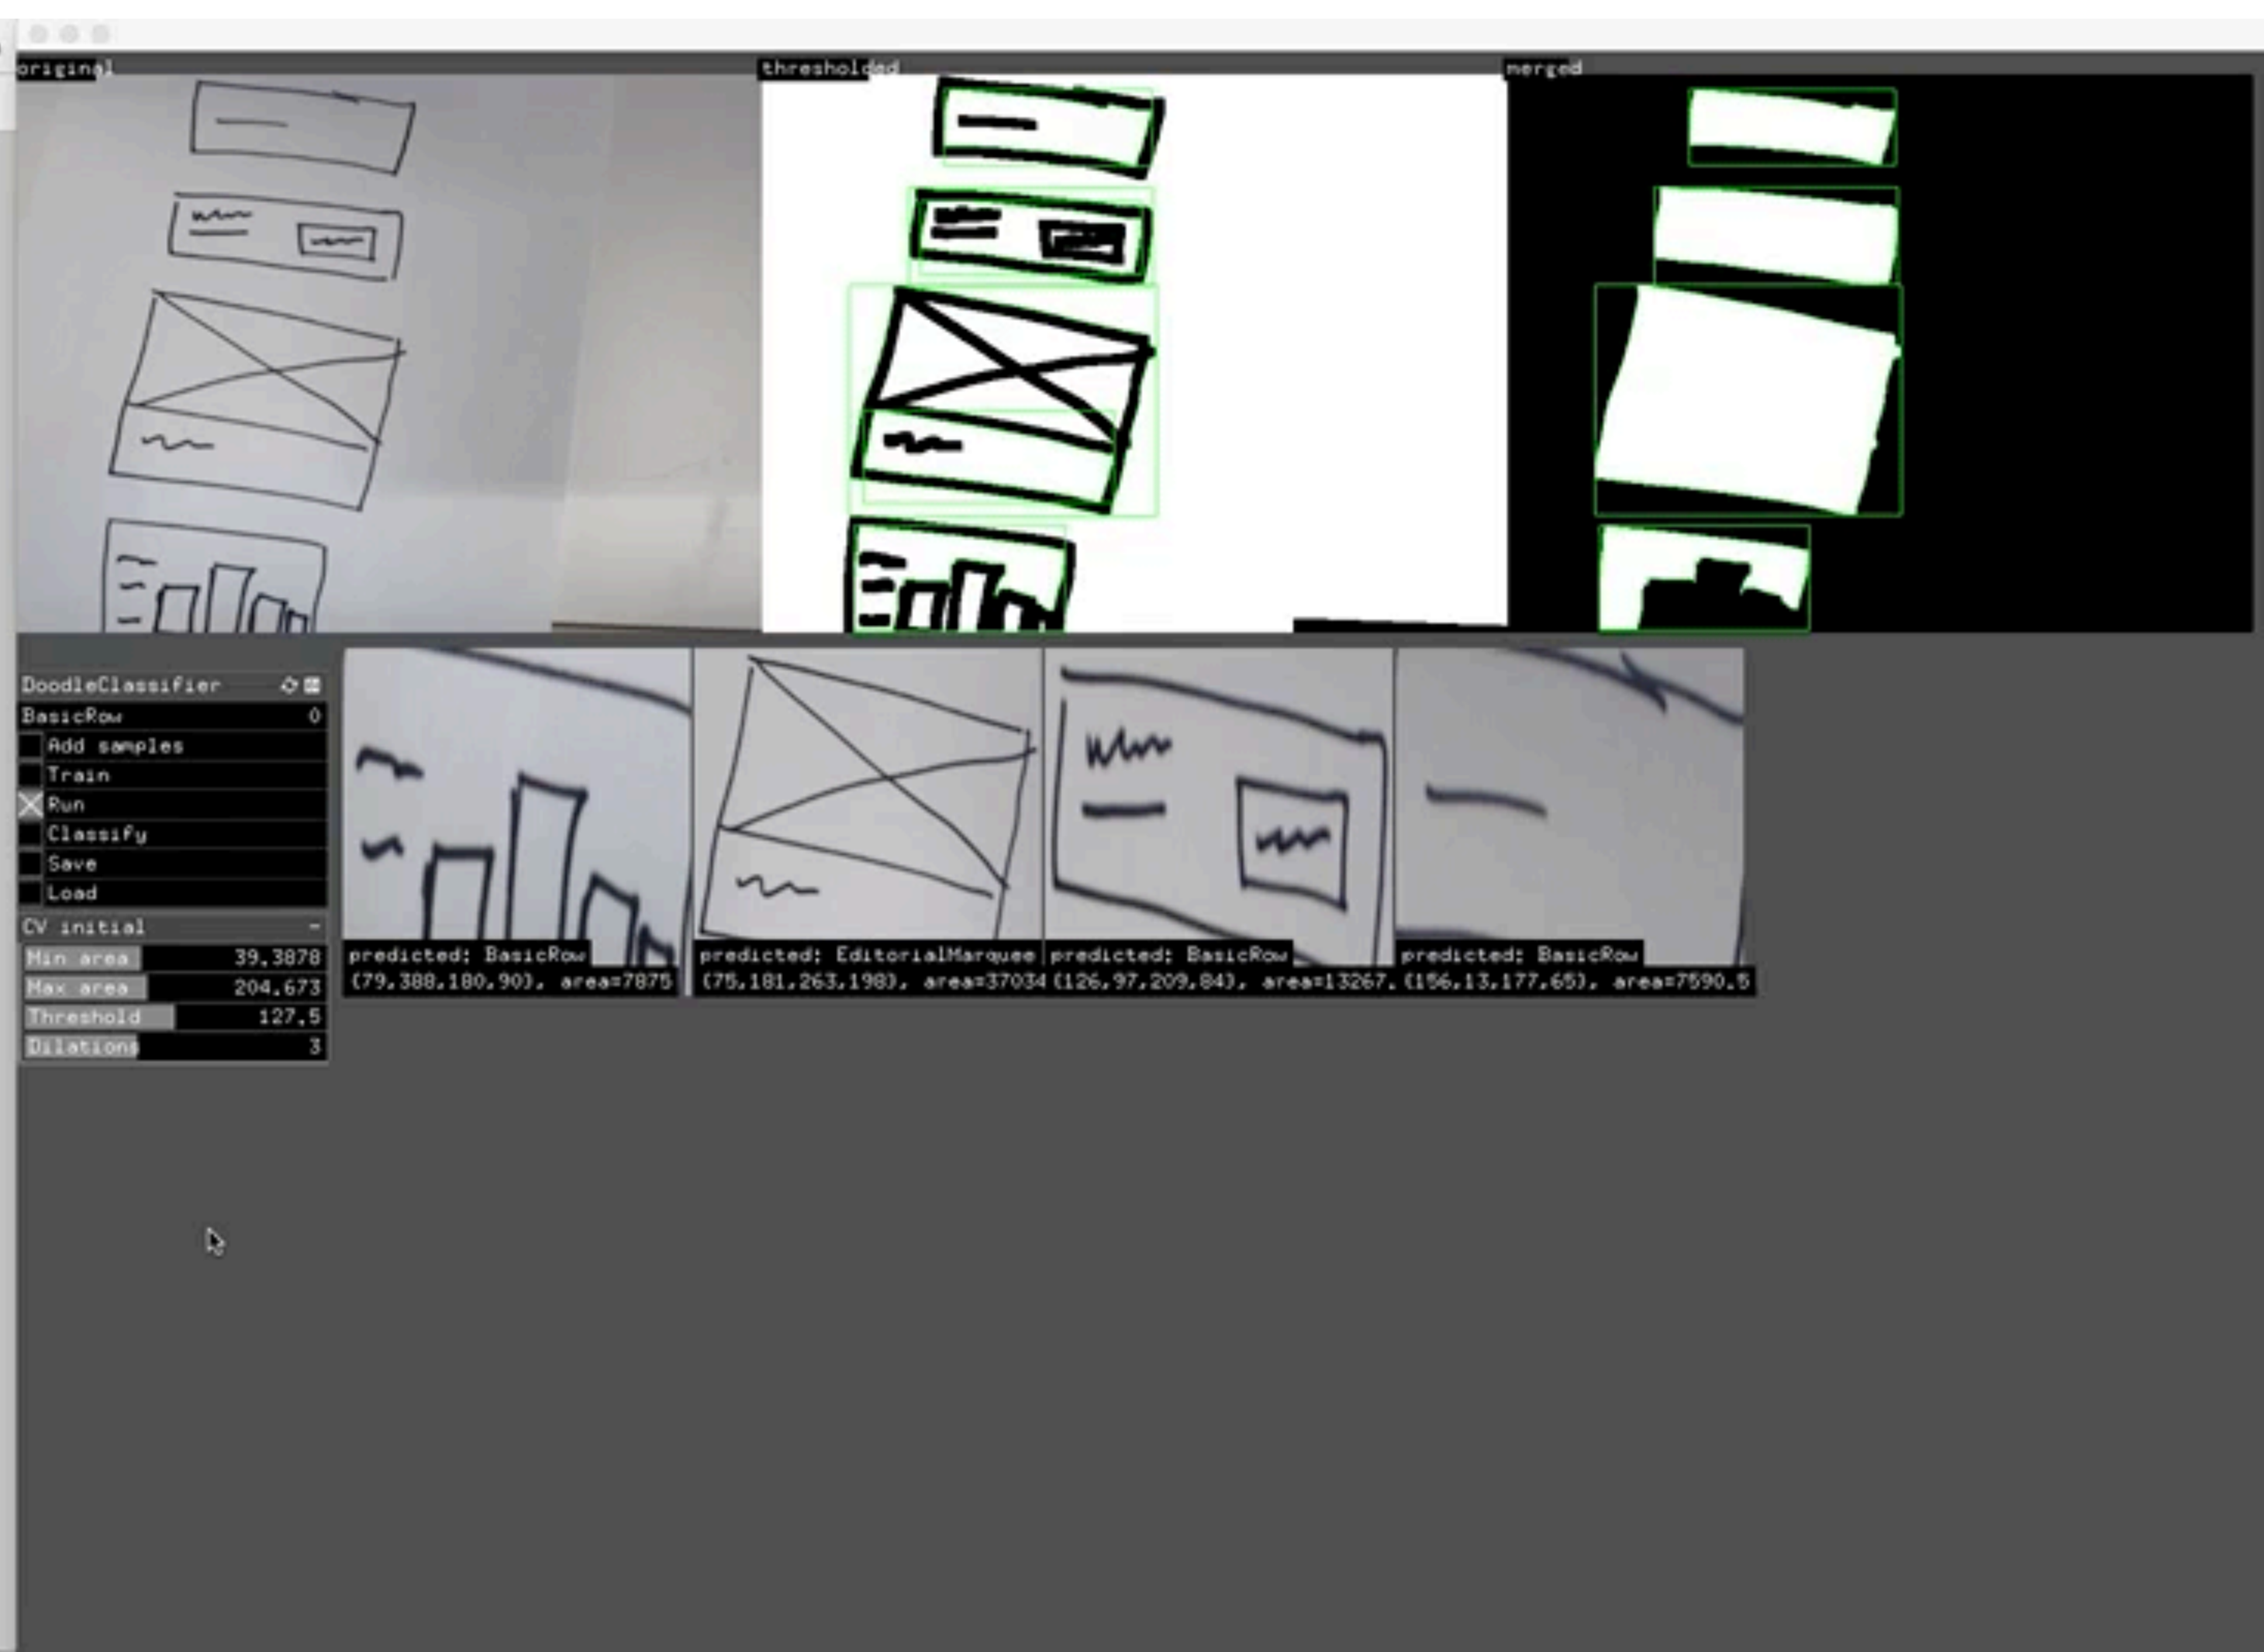 original
thresholded
merged
DoodleClassifier
BasicRow 0
Add samples
Train
Run
Classify
Save
Load
CV initial -
Min area 39.3878
Max area 204.673
Threshold 127.5
Dilations 3
predicted: BasicRow
(79,388,180,90), area=7875
predicted: EditorialMarquee
(75,181,263,198), area=37034
predicted: BasicRow
(126,97,209,84), area=13267.
predicted: BasicRow
(156,13,177,65), area=7590.5